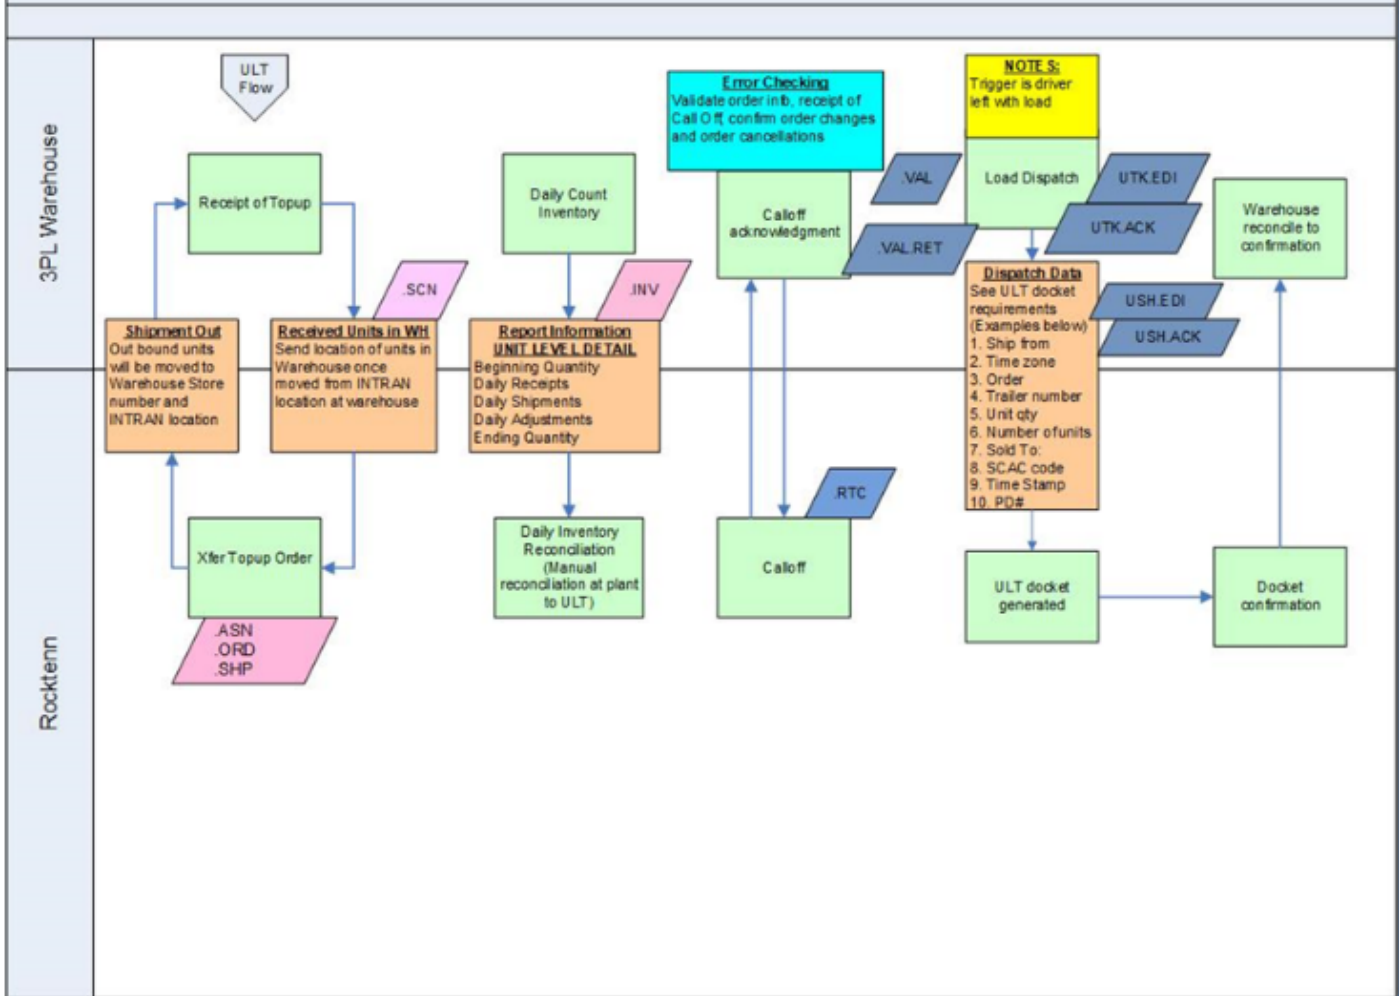 3PL Warehouse
ULT
Flow
Receipt of Topup
.SCN
Shipment Out
Out bound units
will be moved to
Warehouse Store
number and
INTRAN location
Received Units in WH
Send location of units in
Warehouse once
moved from INTRAN
location at warehouse
Xfer Topup Order
.ASN
.ORD
.SHP
Daily Count
Inventory
.INV
Report Information
UNIT LEVEL DETAIL
Beginning Quantity
Daily Receipts
Daily Shipments
Daily Adjustments
Ending Quantity
Daily Inventory
Reconciliation
(Manual
reconciliation at plant
to ULT)
Error Checking
Validate order info, receipt of
Call Off, confirm order changes
and order cancellations
Calloff
acknowledgment
.VAL
.VAL.RET
.RTC
Calloff
NOTES:
Trigger is driver
left with load
Load Dispatch
UTK.EDI
UTK.ACK
Dispatch Data
See ULT docket
requirements
(Examples below)
1. Ship from
2. Time zone
3. Order
4. Trailer number
5. Unit qty
6. Number of units
7. Sold To:
8. SCAC code
9. Time Stamp
10. PD#
USH.EDI
USH.ACK
ULT docket
generated
Docket
confirmation
Warehouse
reconcile to
confirmation
Rocktenn